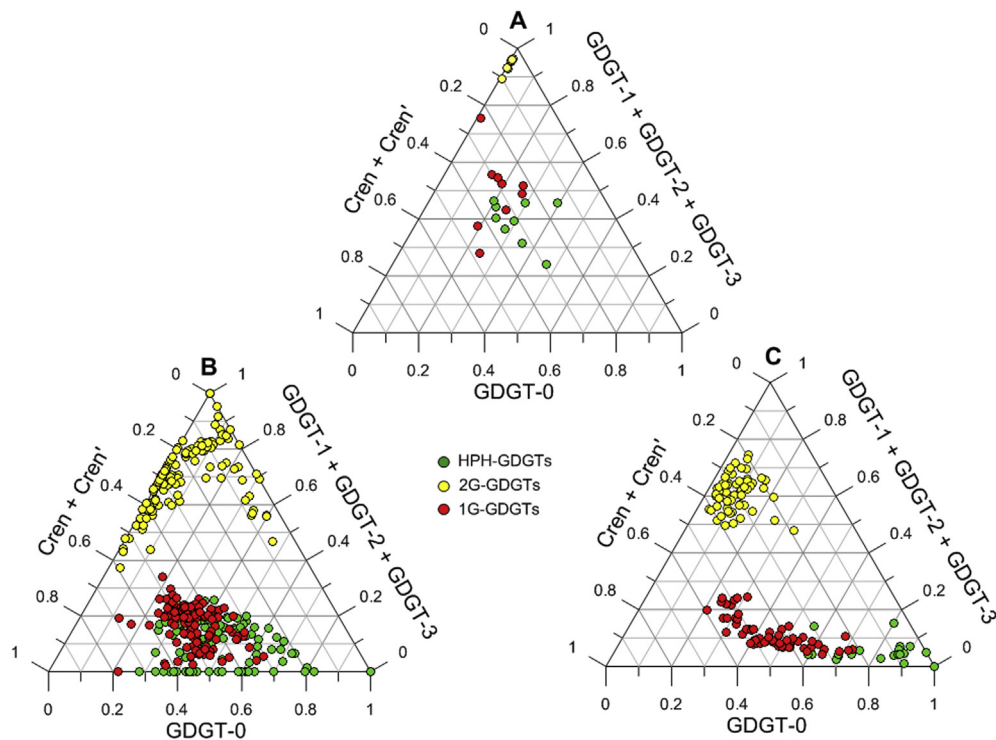 A
0 1
0.2 0.8
0.4 0.6
0.6 0.4
0.8 0.2
1 0
Cren + Cren'
GDGT-1 + GDGT-2 + GDGT-3
0 0.2 0.4 0.6 0.8 1
GDGT-0
B
0 1
0.2 0.8
0.4 0.6
0.6 0.4
0.8 0.2
1 0
Cren + Cren'
GDGT-1 + GDGT-2 + GDGT-3
0 0.2 0.4 0.6 0.8 1
GDGT-0
HPH-GDGTs
2G-GDGTs
1G-GDGTs
C
0 1
0.2 0.8
0.4 0.6
0.6 0.4
0.8 0.2
1 0
Cren + Cren'
GDGT-1 + GDGT-2 + GDGT-3
0 0.2 0.4 0.6 0.8 1
GDGT-0